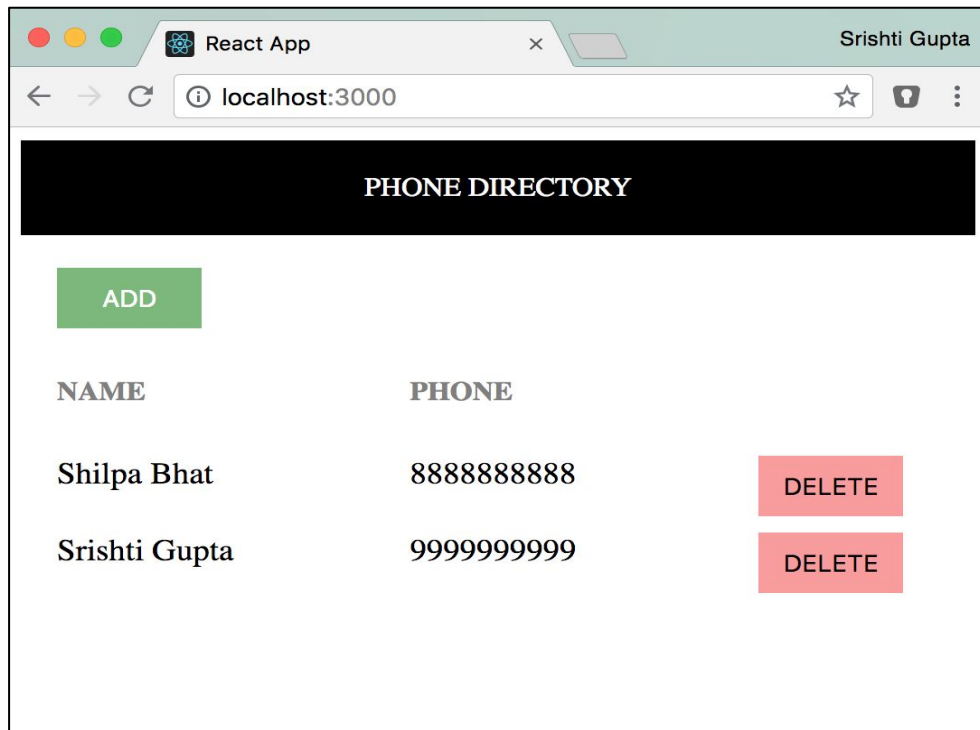 React App
Srishti Gupta
localhost:3000
PHONE DIRECTORY
ADD
NAME PHONE
Shilpa Bhat 8888888888 DELETE
Srishti Gupta 9999999999 DELETE